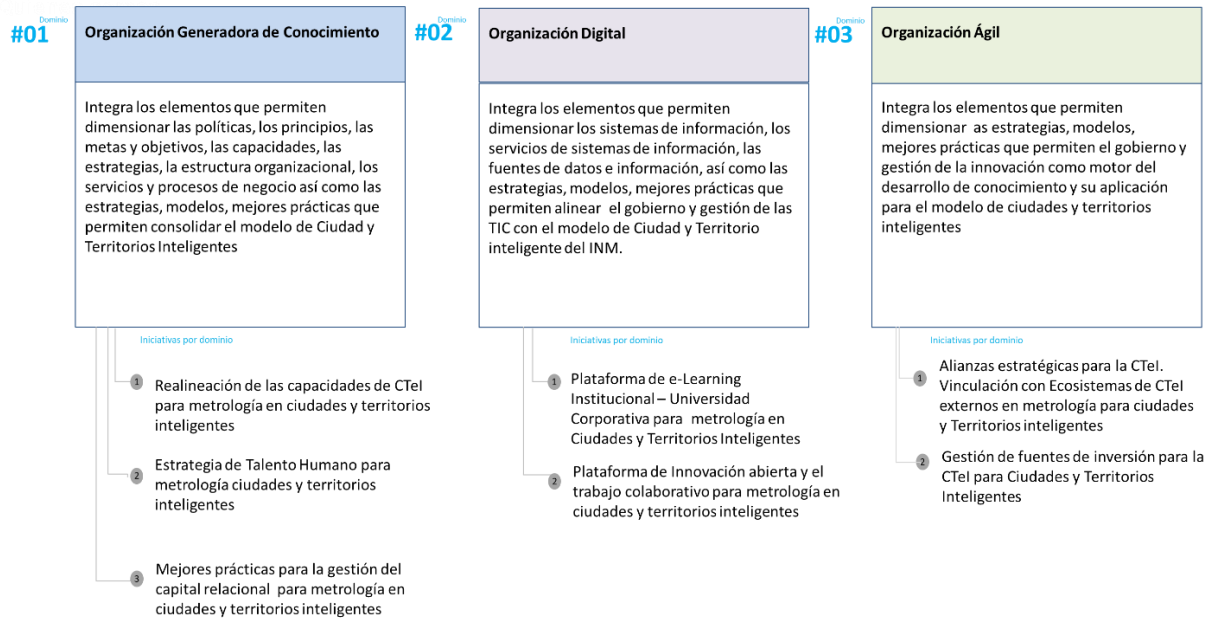 Dominio
#01
Organización Generadora de Conocimiento
Integra los elementos que permiten
dimensionar las políticas, los principios, las
metas y objetivos, las capacidades, las
estrategias, la estructura organizacional, los
servicios y procesos de negocio así como las
estrategias, modelos, mejores prácticas que
permiten consolidar el modelo de Ciudad y
Territorios Inteligentes
Iniciativas por dominio
1
Realineación de las capacidades de CTeI
para metrología en ciudades y territorios
inteligentes
2
Estrategia de Talento Humano para
metrología ciudades y territorios
inteligentes
3
Mejores prácticas para la gestión del
capital relacional para metrología en
ciudades y territorios inteligentes
Dominio
#02
Organización Digital
Integra los elementos que permiten
dimensionar los sistemas de información, los
servicios de sistemas de información, las
fuentes de datos e información, así como las
estrategias, modelos, mejores prácticas que
permiten alinear el gobierno y gestión de las
TIC con el modelo de Ciudad y Territorio
inteligente del INM.
Iniciativas por dominio
1
Plataforma de e-Learning
Institucional – Universidad
Corporativa para metrología en
Ciudades y Territorios Inteligentes
2
Plataforma de Innovación abierta y el
trabajo colaborativo para metrología en
ciudades y territorios inteligentes
Dominio
#03
Organización Ágil
Integra los elementos que permiten
dimensionar as estrategias, modelos,
mejores prácticas que permiten el gobierno y
gestión de la innovación como motor del
desarrollo de conocimiento y su aplicación
para el modelo de ciudades y territorios
inteligentes
Iniciativas por dominio
1
Alianzas estratégicas para la CTeI.
Vinculación con Ecosistemas de CTeI
externos en metrología para ciudades
y Territorios inteligentes
2
Gestión de fuentes de inversión para la
CTeI para Ciudades y Territorios
Inteligentes